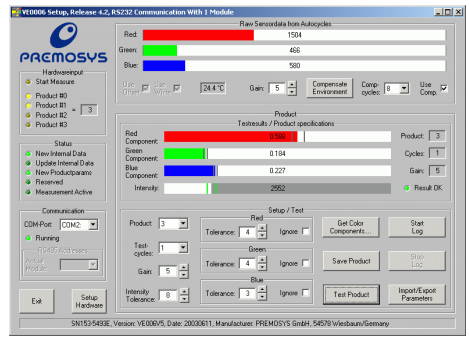 VE0006 Setup, Release 4.2, RS232 Communication With 1 Module
PREMOSYS
Raw Sensordata from Autocycles
Red: 1504
Green: 466
Blue: 580
Use Offset Use White 24.4 °C Gain: 5 Compensate Environment Comp-cycles: 8 Use Comp.
Hardwareinput
Start Measure
Product #0
Product #1
Product #2
Product #3
= 3
Status
New Internal Data
Update Internal Data
New Productparams
Reserved
Measurement Active
Communication
COM-Port: COM2:
Running
RS485-Addresses
Actual Module:
Exit
Setup Hardware
Product
Testresults / Product specifications
Red Component: 0.588
Green Component: 0.184
Blue Component: 0.227
Intensity: 2552
Product: 3
Cycles: 1
Gain: 5
Result OK
Setup / Test
Product: 3
Test-cycles: 1
Gain: 5
Intensity Tolerance: 8
Red
Tolerance: 4 Ignore
Green
Tolerance: 4 Ignore
Blue
Tolerance: 3 Ignore
Get Color Components...
Start Log
Save Product
Stop Log
Test Product
Import/Export Parameters
SN153-5493E, Version: VE006V5, Date: 20030611, Manufacturer: PREMOSYS GmbH, 54578 Wiesbaum/Germany